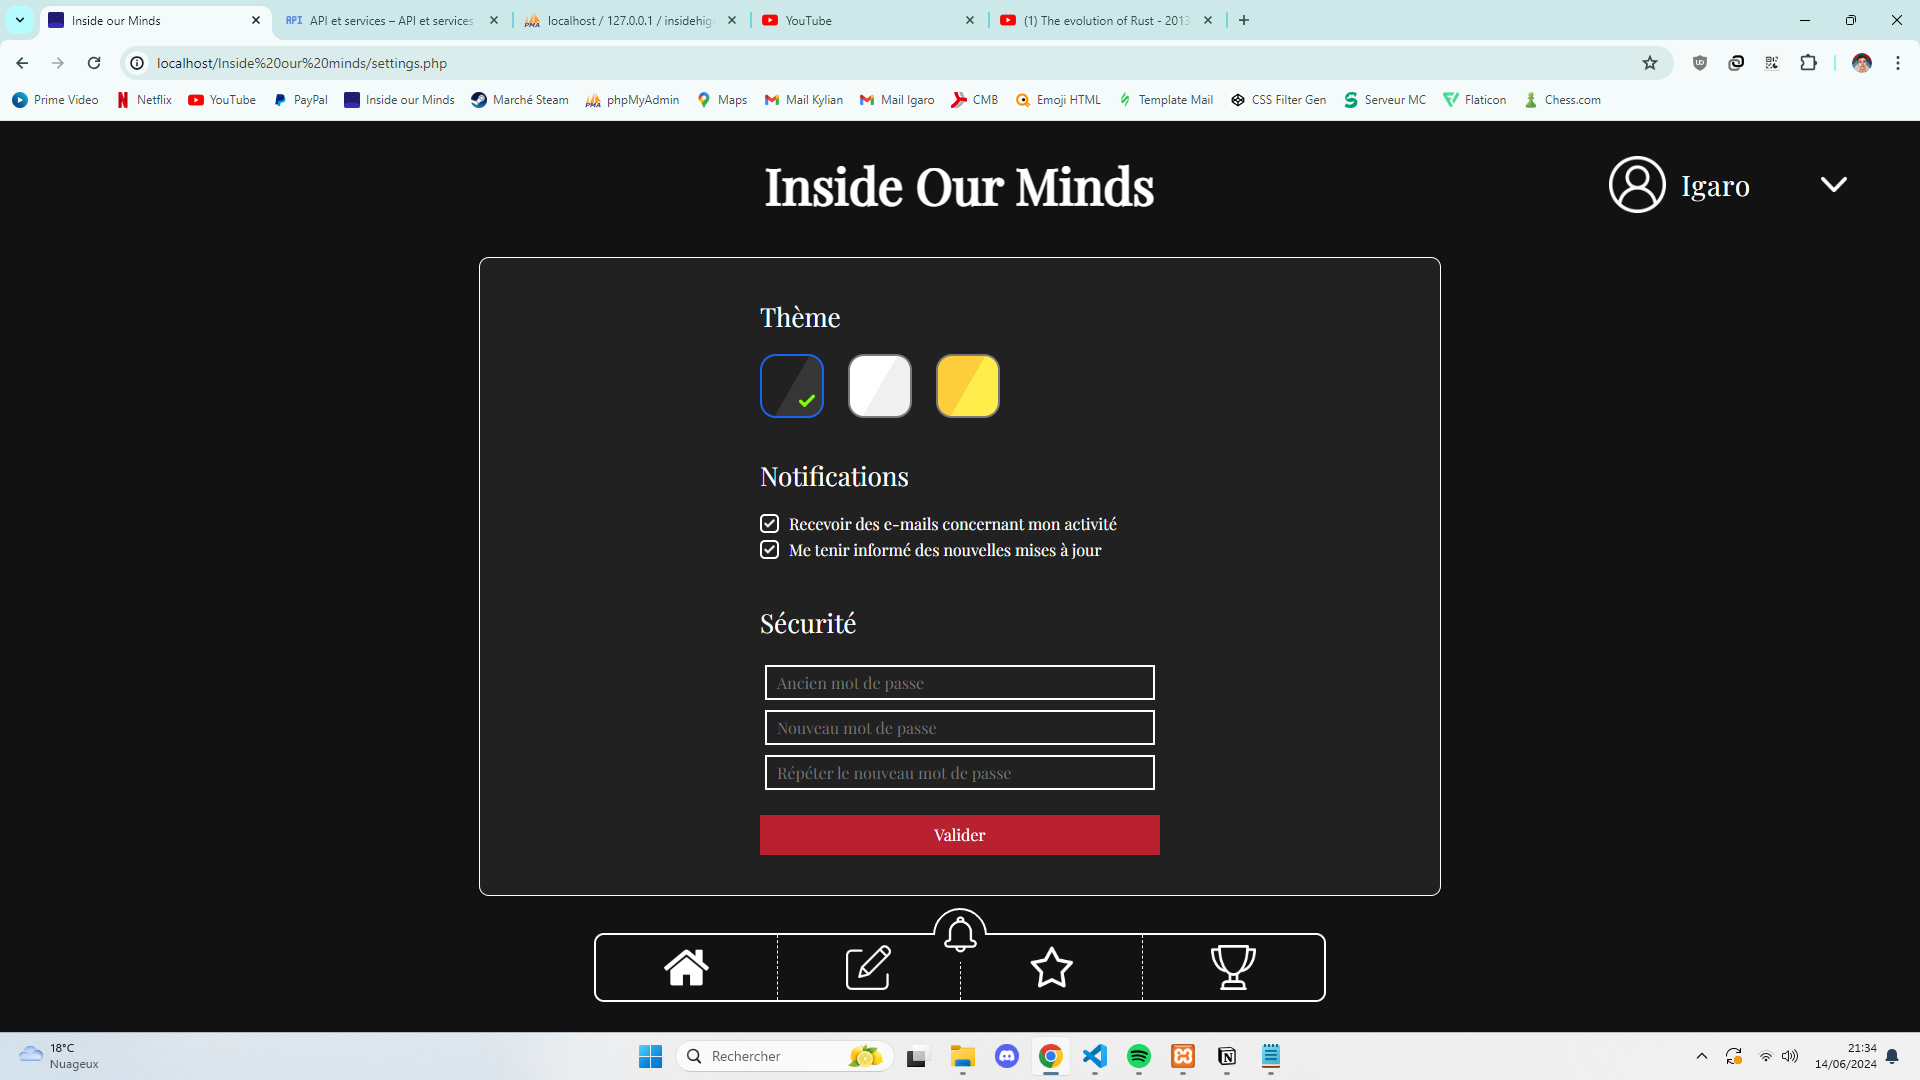 Inside our Minds
API API et services – API et services
PMA localhost / 127.0.0.1 / insidehig
YouTube
(1) The evolution of Rust - 2013
localhost/Inside%20our%20minds/settings.php
Prime Video
Netflix
YouTube
PayPal
Inside our Minds
Marché Steam
PMA phpMyAdmin
Maps
Mail Kylian
Mail Igaro
CMB
Emoji HTML
Template Mail
CSS Filter Gen
Serveur MC
Flaticon
Chess.com
Inside Our Minds
Igaro
Thème
Notifications
Recevoir des e-mails concernant mon activité
Me tenir informé des nouvelles mises à jour
Sécurité
Ancien mot de passe
Nouveau mot de passe
Répéter le nouveau mot de passe
Valider
18°C
Nuageux
Rechercher
21:34
14/06/2024